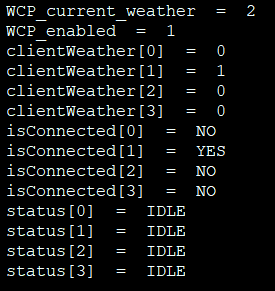 WCP_current_weather = 2
WCP_enabled = 1
clientWeather[0] = 0
clientWeather[1] = 1
clientWeather[2] = 0
clientWeather[3] = 0
isConnected[0] = NO
isConnected[1] = YES
isConnected[2] = NO
isConnected[3] = NO
status[0] = IDLE
status[1] = IDLE
status[2] = IDLE
status[3] = IDLE